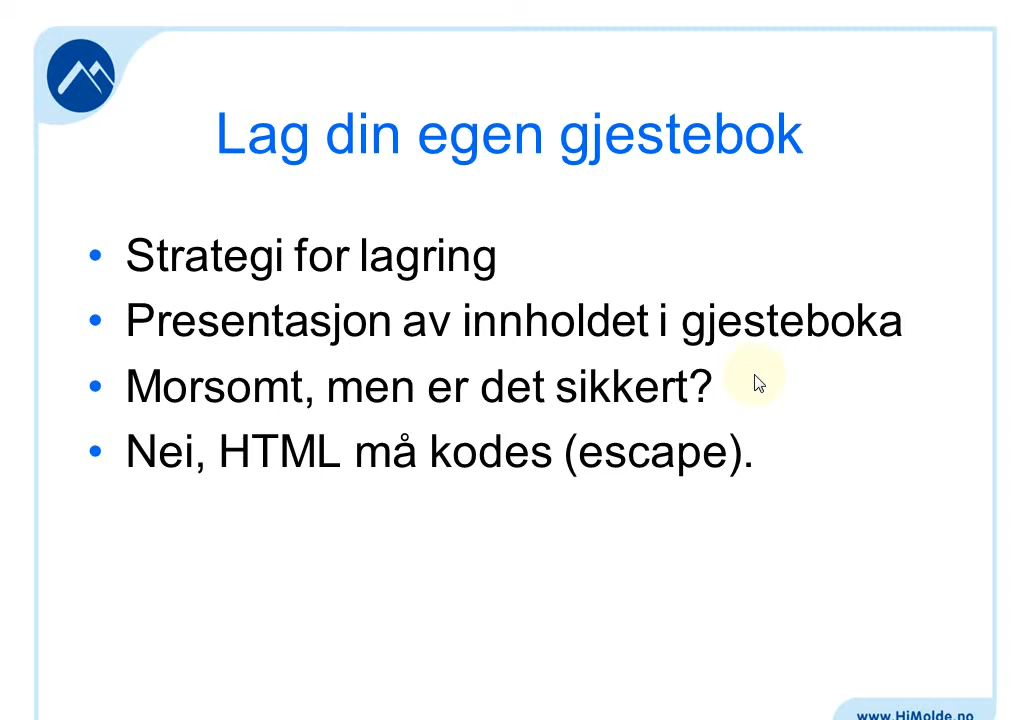 Lag din egen gjestebok
• Strategi for lagring
• Presentasjon av innholdet i gjesteboka
• Morsomt, men er det sikkert?
• Nei, HTML må kodes (escape).
www.HiMolde.no